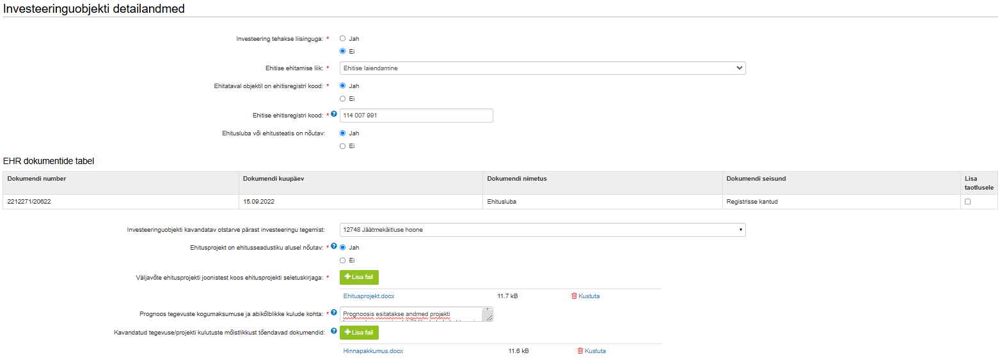 Investeeringuobjekti detailandmed
Investeering tehakse liisinguga: * Jah
Ei
Ehitise ehitamise liik: * Ehitise laiendamine
Ehitataval objektil on ehitisregistri kood: * Jah
Ei
Ehitise ehitisregistri kood: * ? 114 007 991
Ehitusluba või ehitusteatis on nõutav: Jah
Ei
EHR dokumentide tabel
Dokumendi number Dokumendi kuupäev Dokumendi nimetus Dokumendi seisund Lisa taotlusele
2212271/20622 15.09.2022 Ehitusluba Registrisse kantud
Investeeringuobjekti kavandatav otstarve pärast investeeringu tegemist: 12748 Jäätmekäitluse hoone
Ehitusprojekt on ehitusseadustiku alusel nõutav: * ? Jah
Ei
Väljavõte ehitusprojekti joonistest koos ehitusprojekti seletuskirjaga: * + Lisa fail
Ehitusprojekt.docx 11.7 kB Kustuta
Prognoos tegevuste kogumaksumuse ja abikõlblikke kulude kohta: * ? Prognoosis esitatakse andmed projekti
Kavandatud tegevuse/projekti kulutuste mõistlikkust tõendavad dokumendid: ? + Lisa fail
Hinnapakkumus.docx 11.6 kB Kustuta